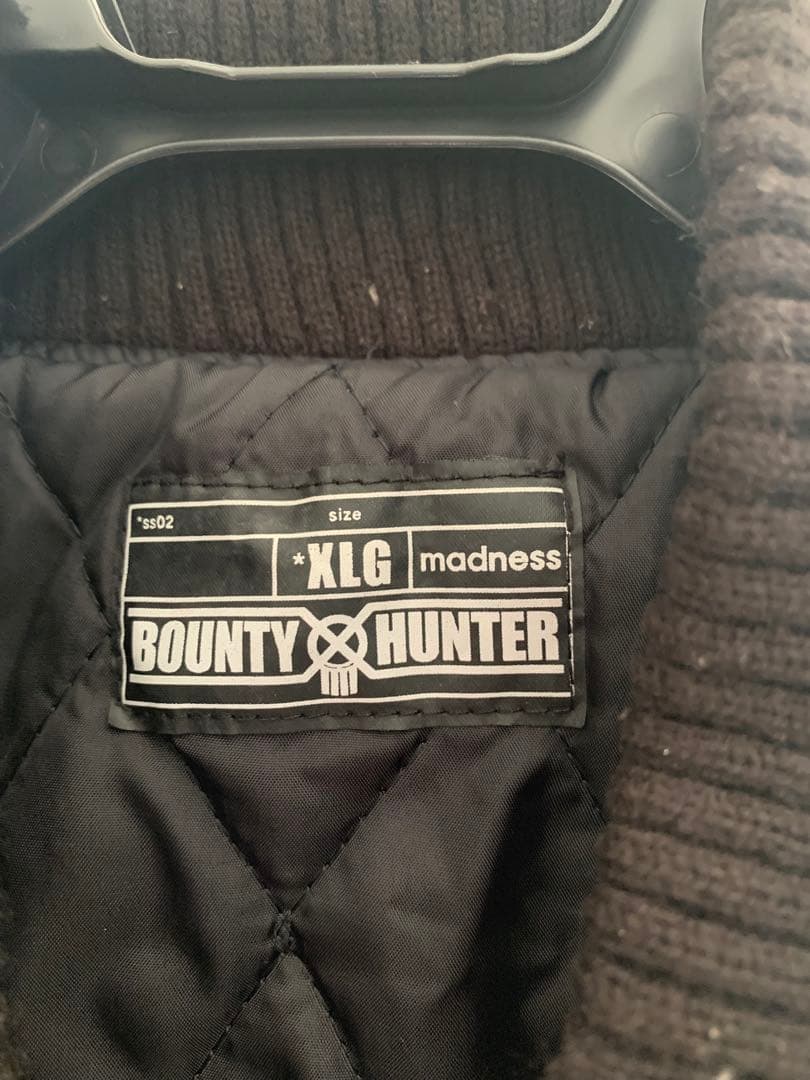 *ss02 size
*XLG madness
BOUNTY HUNTER